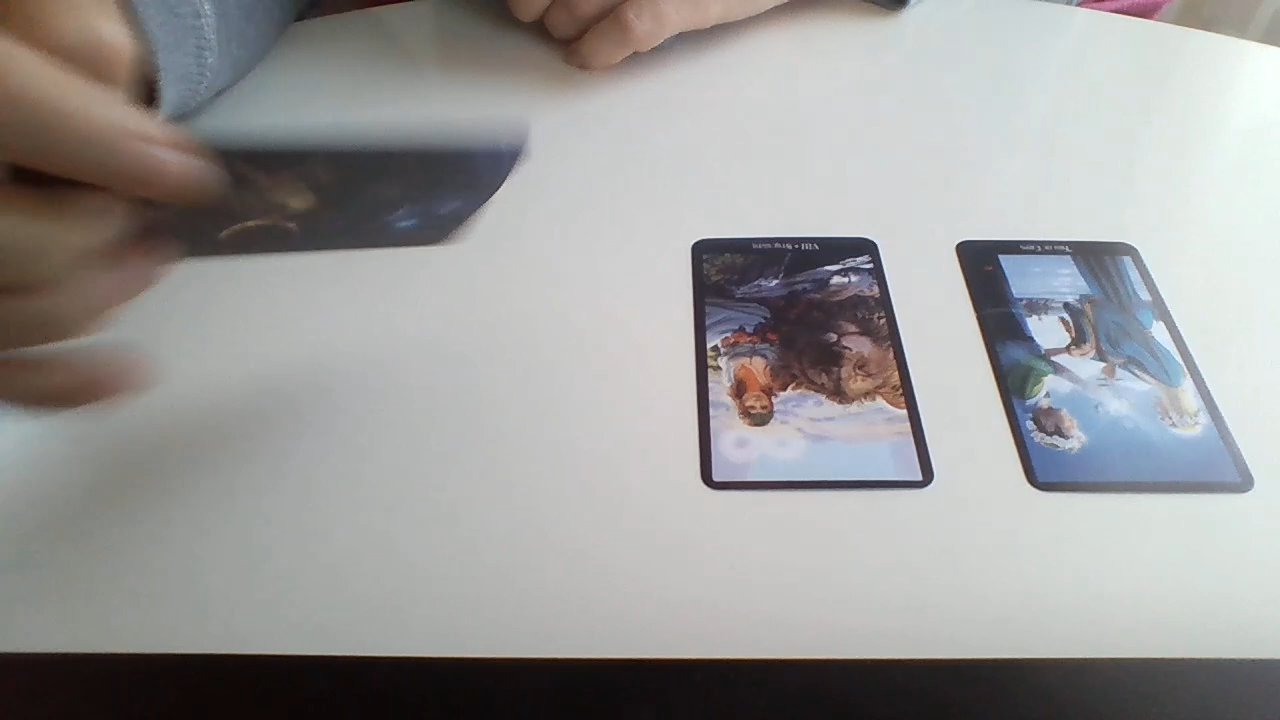 VIII • Strength
Two of Cups